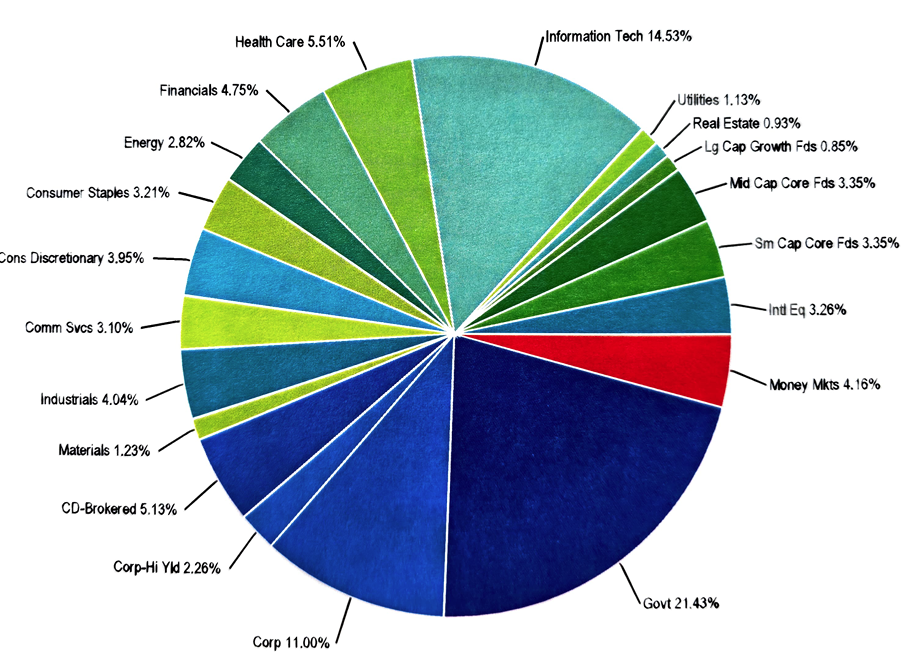 Information Tech 14.53%
Utilities 1.13%
Real Estate 0.93%
Lg Cap Growth Fds 0.85%
Mid Cap Core Fds 3.35%
Sm Cap Core Fds 3.35%
Intl Eq 3.26%
Money Mkts 4.16%
Govt 21.43%
Corp 11.00%
Corp-Hi Yld 2.26%
CD-Brokered 5.13%
Materials 1.23%
Industrials 4.04%
Comm Svcs 3.10%
Cons Discretionary 3.95%
Consumer Staples 3.21%
Energy 2.82%
Financials 4.75%
Health Care 5.51%